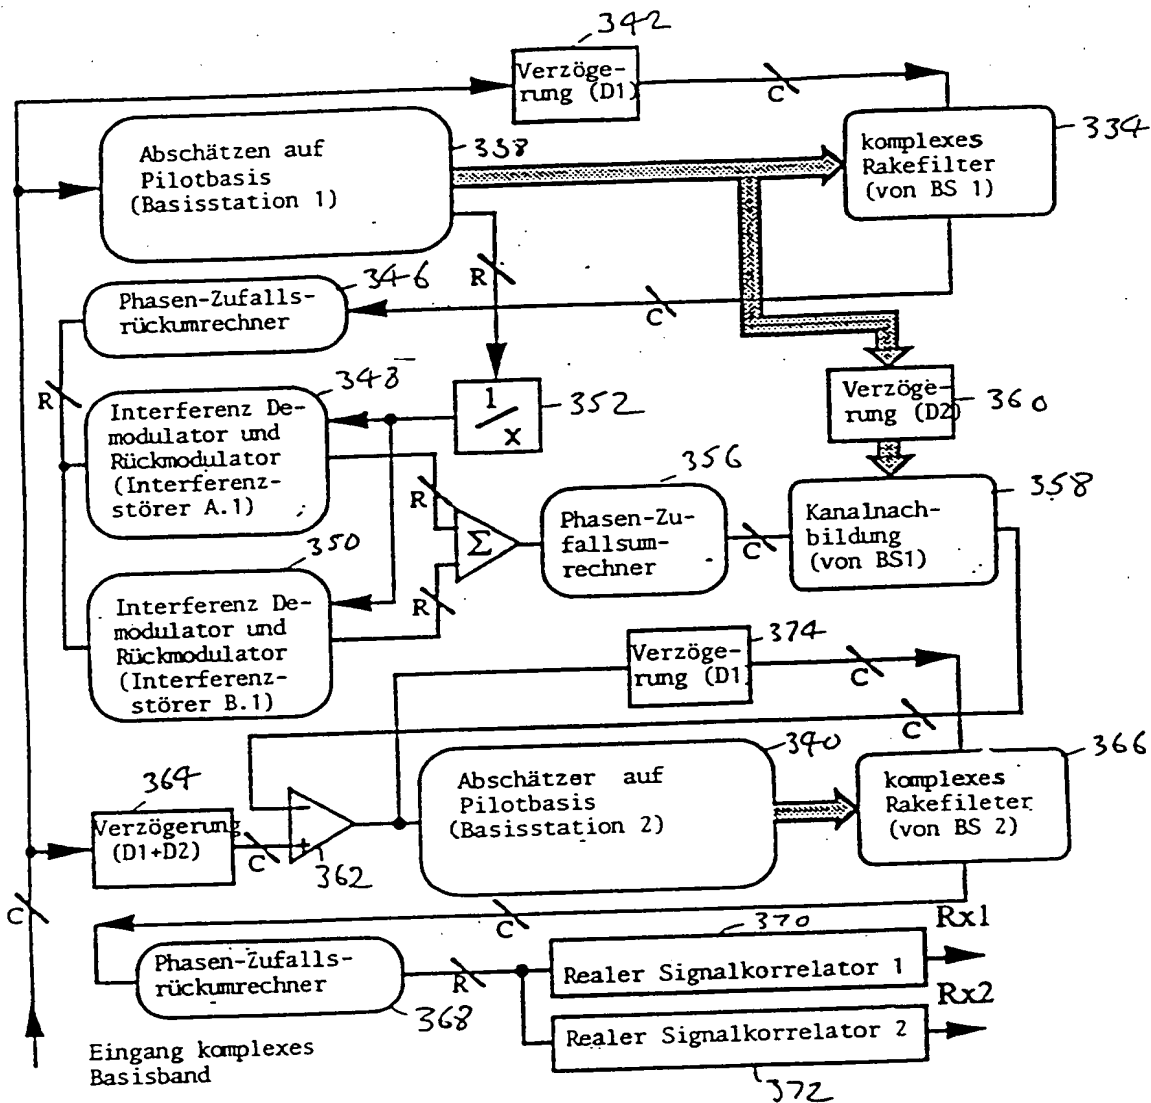 342
Verzöge-
rung (D1)
C
334
komplexes
Rakefilter
(von BS 1)
338
Abschätzen auf
Pilotbasis
(Basisstation 1)
R
346
Phasen-Zufalls-
rückumrechner
C
R
348
Interferenz De-
modulator und
Rückmodulator
(Interferenz-
störer A.1)
1
x
352
Verzöge-
rung (D2)
360
R
356
Phasen-Zu-
fallsum-
rechner
C
358
Kanalnach-
bildung
(von BS1)
Σ
350
Interferenz De-
modulator und
Rückmodulator
(Interferenz-
störer B.1)
R
374
Verzöge-
rung (D1
C
C
340
Abschätzer auf
Pilotbasis
(Basisstation 2)
366
komplexes
Rakefileter
(von BS 2)
364
Verzögerung
(D1+D2)
C
-
+
362
C
C
370
Rx1
Phasen-Zufalls-
rückumrechner
368
R
Realer Signalkorrelator 1
Rx2
Realer Signalkorrelator 2
372
Eingang komplexes
Basisband